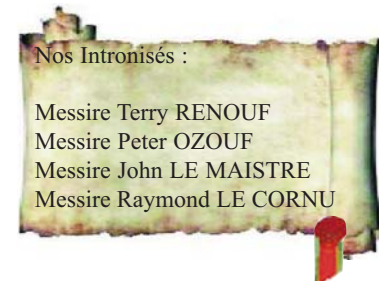 Nos Intronisés :
Messire Terry RENOUF
Messire Peter OZOUF
Messire John LE MAISTRE
Messire Raymond LE CORNU